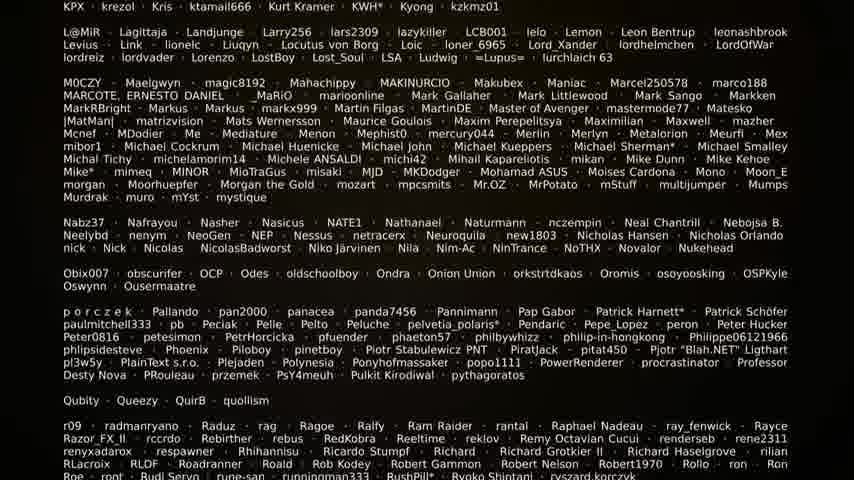 KPX · krezol · Kris · ktamail666 · Kurt Kramer · KWH* · Kyong · kzkmz01
L@MiR · Lagittaja · Landjunge · Larry256 · lars2309 · lazykiller · LCB001 · lelo · Lemon · Leon Bentrup · leonashbrook
Levius · Link · lionelc · Liuqyn · Locutus von Borg · Loic · loner_6965 · Lord_Xander · lordhelmchen · LordOfWar
lordreiz · lordvader · Lorenzo · LostBoy · Lost_Soul · LSA · Ludwig · =Lupus= · lurchlaich 63
M0CZY · Maelgwyn · magic8192 · Mahachippy · MAKINURCIO · Makubex · Maniac · Marcel250578 · marco188
MARCOTE, ERNESTO DANIEL · _MaRiO · marioonline · Mark Gallaher · Mark Littlewood · Mark Sango · Markken
MarkRBright · Markus · Markus · markx999 · Martin Filgas · MartinDE · Master of Avenger · mastermode77 · Matesko
|MatMan| · matrizvision · Mats Wernersson · Maurice Goulois · Maxim Perepelitsya · Maximilian · Maxwell · mazher
Mcnef · MDodier · Me · Mediature · Menon · Mephist0 · mercury044 · Merlin · Merlyn · Metalorion · Meurfi · Mex
mibor1 · Michael Cockrum · Michael Huenicke · Michael John · Michael Kueppers · Michael Sherman* · Michael Smalley
Michal Tichy · michelamorim14 · Michele ANSALDI · michi42 · Mihail Kapareliotis · mikan · Mike Dunn · Mike Kehoe
Mike* · mimeq · MINOR · MioTraGus · misaki · MJD · MKDodger · Mohamad ASUS · Moises Cardona · Mono · Moon_E
morgan · Moorhuepfer · Morgan the Gold · mozart · mpcsmits · Mr.OZ · MrPotato · mStuff · multijumper · Mumps
Murdrak · muro · mYst · mystique
Nabz37 · Nafrayou · Nasher · Nasicus · NATE1 · Nathanael · Naturmann · nczempin · Neal Chantrill · Nebojsa B.
Neelybd · nenym · NeoGen · NEP · Nessus · netracerx · Neuroquila · new1803 · Nicholas Hansen · Nicholas Orlando
nick · Nick · Nicolas · NicolasBadworst · Niko Järvinen · Nila · Nim-Ac · NinTrance · NoTHX · Novalor · Nukehead
Obix007 · obscurifer · OCP · Odes · oldschoolboy · Ondra · Onion Union · orkstrtdkaos · Oromis · osoyoosking · OSPKyle
Oswynn · Ousermaatre
p o r c z e k · Pallando · pan2000 · panacea · panda7456 · Pannimann · Pap Gabor · Patrick Harnett* · Patrick Schöfer
paulmitchell333 · pb · Peciak · Pelle · Pelto · Peluche · pelvetia_polaris* · Pendaric · Pepe_Lopez · peron · Peter Hucker
Peter0816 · petesimon · PetrHorcicka · pfuender · phaeton57 · philbywhizz · philip-in-hongkong · Philippe06121966
phlipsidesteve · Phoenix · Piloboy · pinetboy · Piotr Stabulewicz PNT · PiratJack · pitat450 · Pjotr "Blah.NET" Ligthart
pl3w5y · PlainText s.r.o. · Plejaden · Polynesia · Ponyhofmassaker · popo1111 · PowerRenderer · procrastinator · Professor
Desty Nova · PRouleau · przemek · PsY4meuh · Pulkit Kirodiwal · pythagoratos
Qubity · Queezy · QuirB · quollism
r09 · radmanryano · Raduz · rag · Ragoe · Ralfy · Ram Raider · rantal · Raphael Nadeau · ray_fenwick · Rayce
Razor_FX_II · rccrdo · Rebirther · rebus · RedKobra · Reeltime · reklov · Remy Octavian Cucui · renderseb · rene2311
renyxadarox · respawner · Rhihannisu · Ricardo Stumpf · Richard · Richard Grotkier II · Richard Haselgrove · rilian
RLacroix · RLDF · Roadranner · Roald · Rob Kodey · Robert Gammon · Robert Nelson · Robert1970 · Rollo · ron · Ron
Roe · root · Rudi Servo · rune-san · runningman333 · RushPill* · Ryoko Shintani · ryszard.korczyk